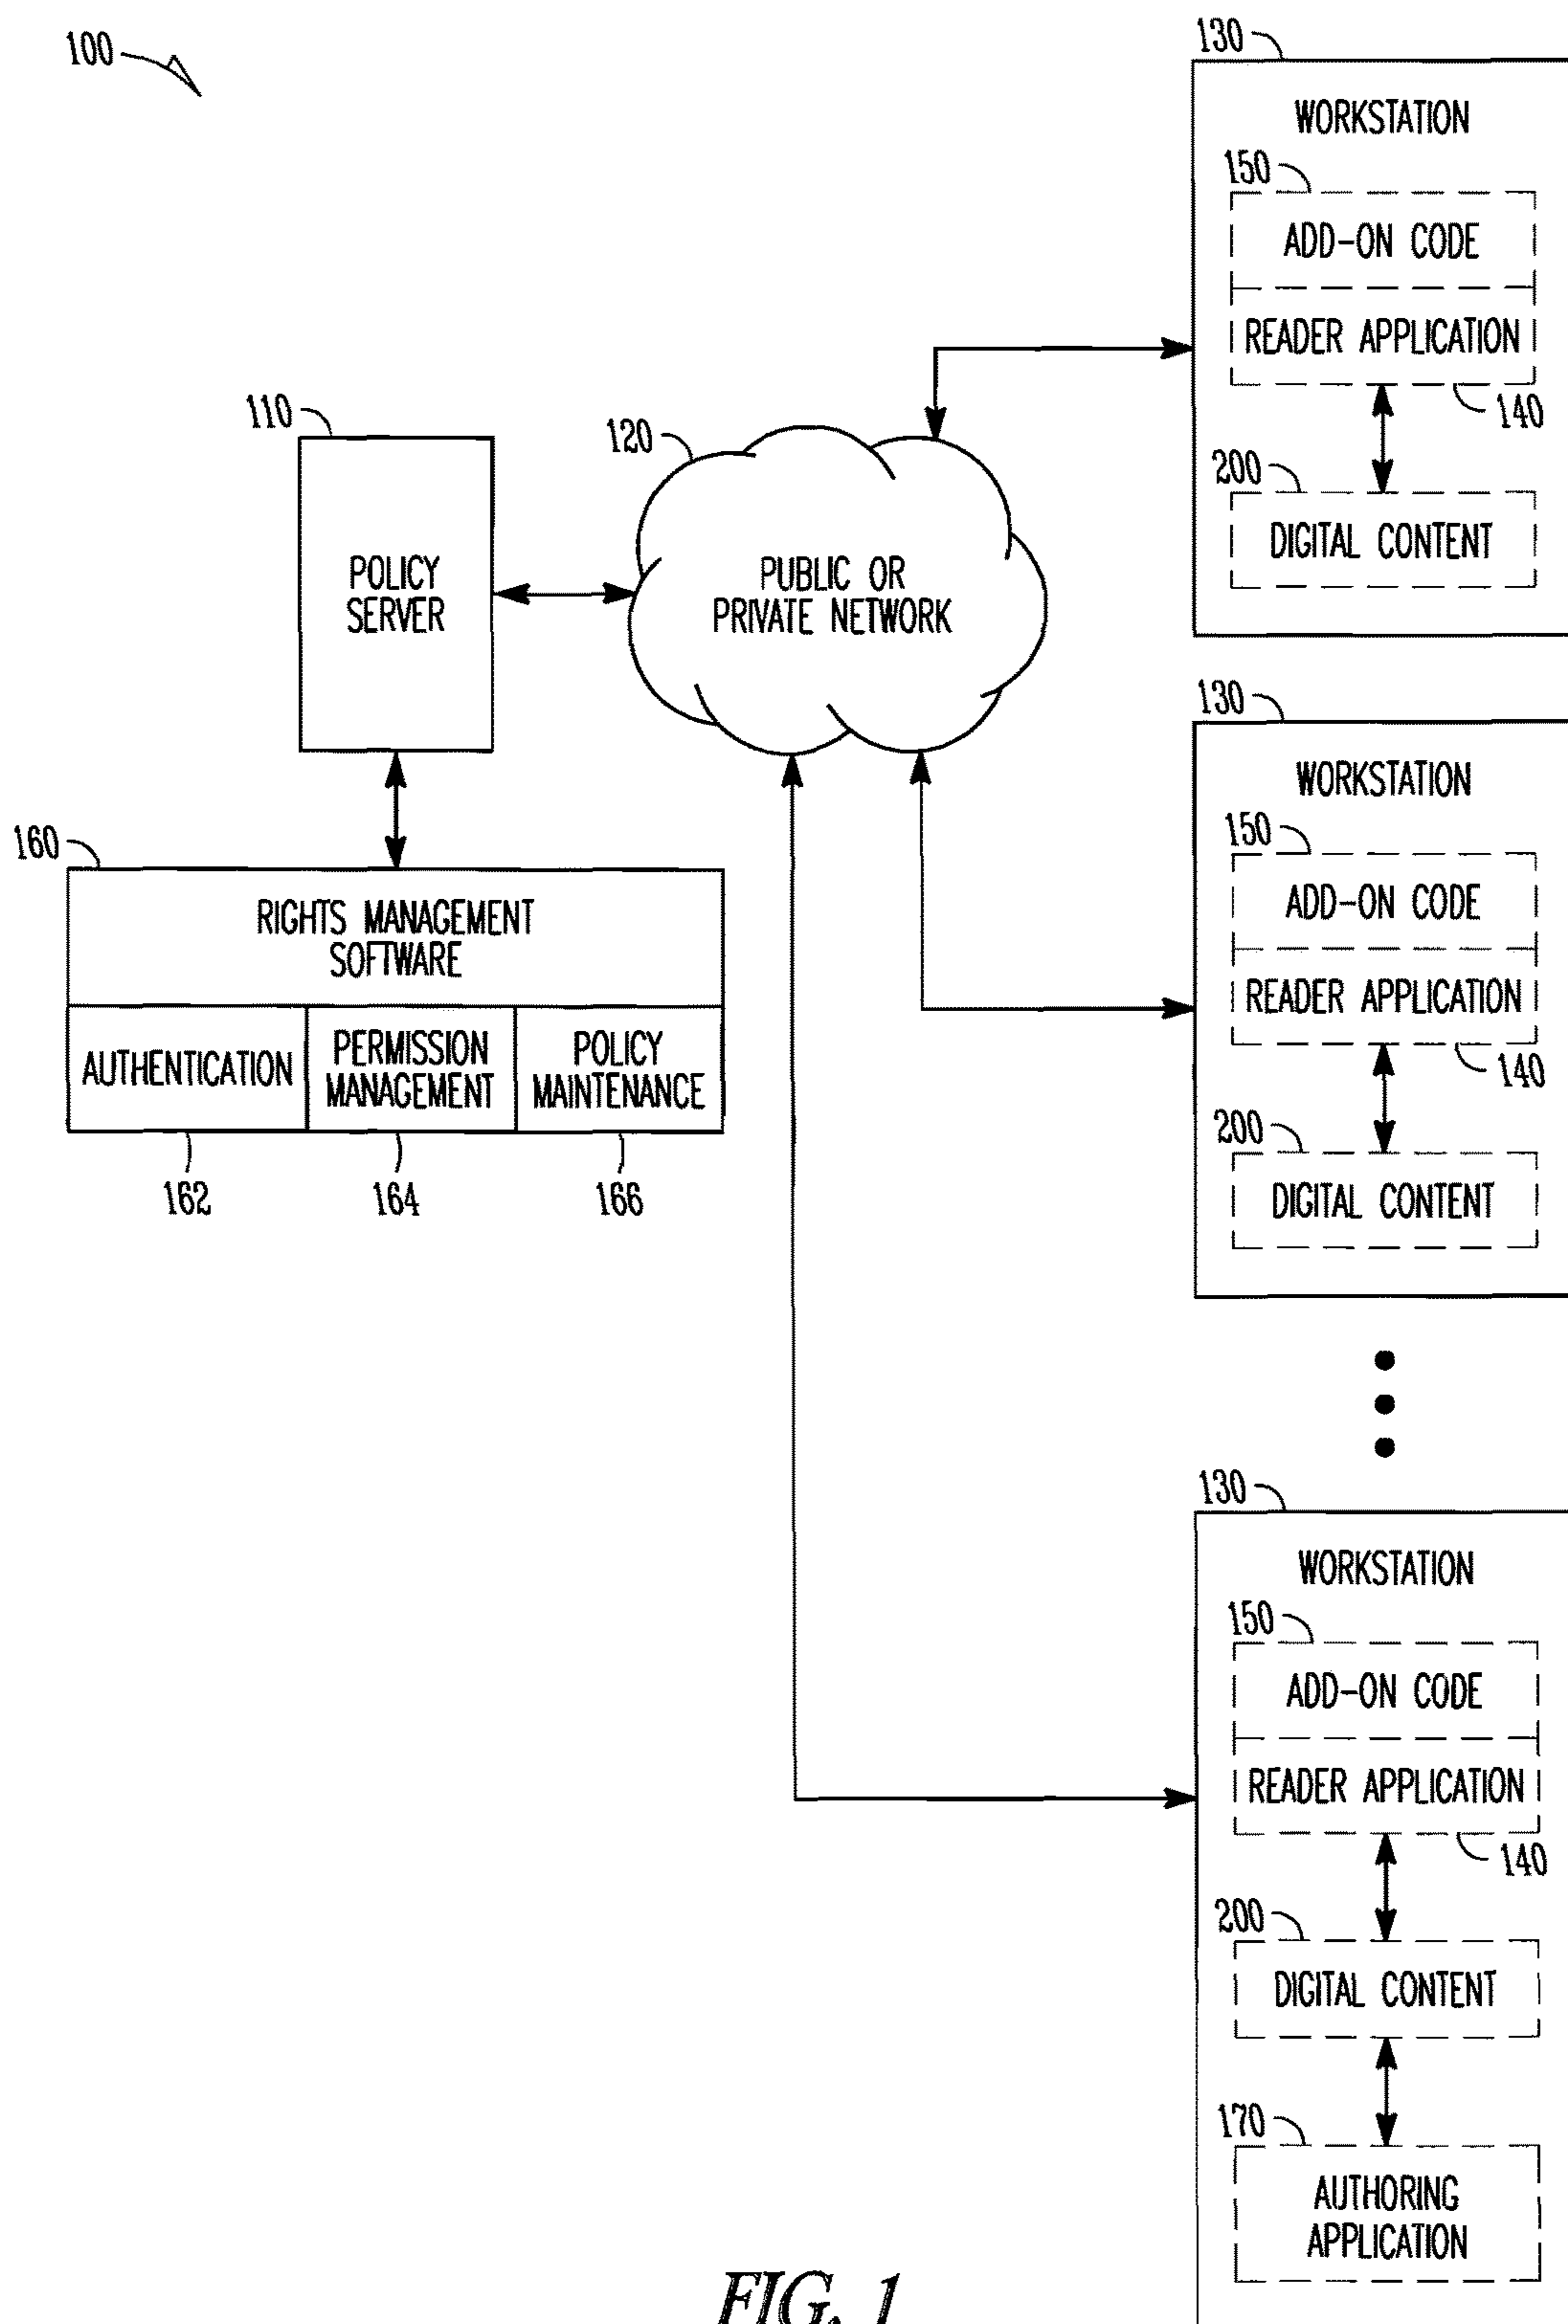 100
130
WORKSTATION
150
ADD-ON CODE
READER APPLICATION
140
200
DIGITAL CONTENT
110
POLICY
SERVER
120
PUBLIC OR
PRIVATE NETWORK
130
WORKSTATION
150
ADD-ON CODE
READER APPLICATION
140
200
DIGITAL CONTENT
160
RIGHTS MANAGEMENT
SOFTWARE
AUTHENTICATION
PERMISSION
MANAGEMENT
POLICY
MAINTENANCE
162
164
166
130
WORKSTATION
150
ADD-ON CODE
READER APPLICATION
140
200
DIGITAL CONTENT
170
AUTHORING
APPLICATION
FIG. 1